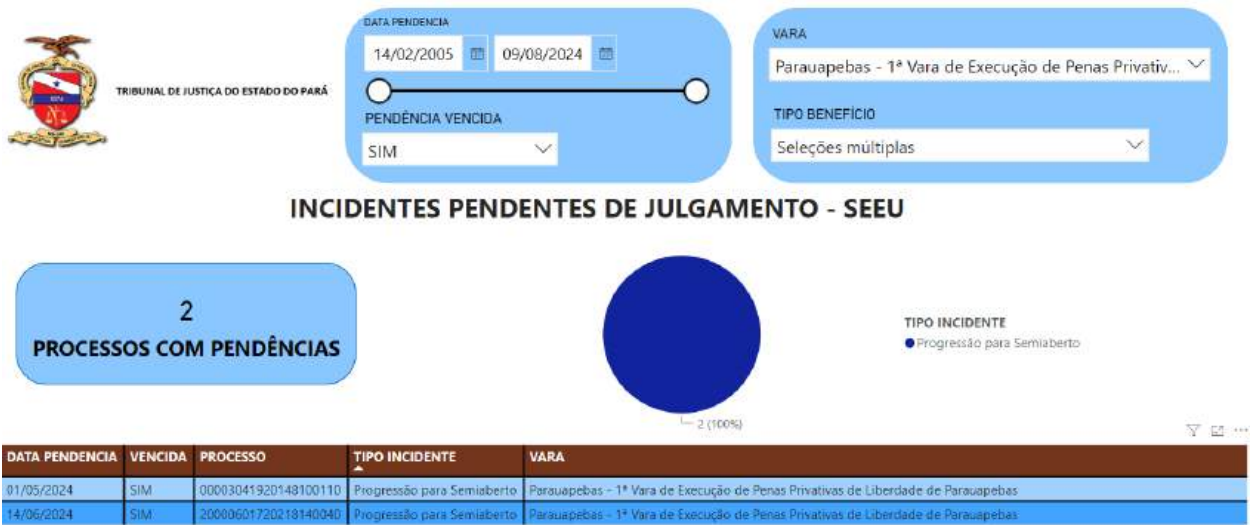 TRIBUNAL DE JUSTIÇA DO ESTADO DO PARÁ
DATA PENDENCIA
14/02/2005 09/08/2024
PENDÊNCIA VENCIDA
SIM
VARA
Parauapebas - 1ª Vara de Execução de Penas Privativ...
TIPO BENEFÍCIO
Seleções múltiplas
INCIDENTES PENDENTES DE JULGAMENTO - SEEU
2
PROCESSOS COM PENDÊNCIAS
2 (100%)
TIPO INCIDENTE
Progressão para Semiaberto
DATA PENDENCIA VENCIDA PROCESSO TIPO INCIDENTE VARA
01/05/2024 SIM 00003041920148100110 Progressão para Semiaberto Parauapebas - 1ª Vara de Execução de Penas Privativas de Liberdade de Parauapebas
14/06/2024 SIM 20000601720218140040 Progressão para Semiaberto Parauapebas - 1ª Vara de Execução de Penas Privativas de Liberdade de Parauapebas